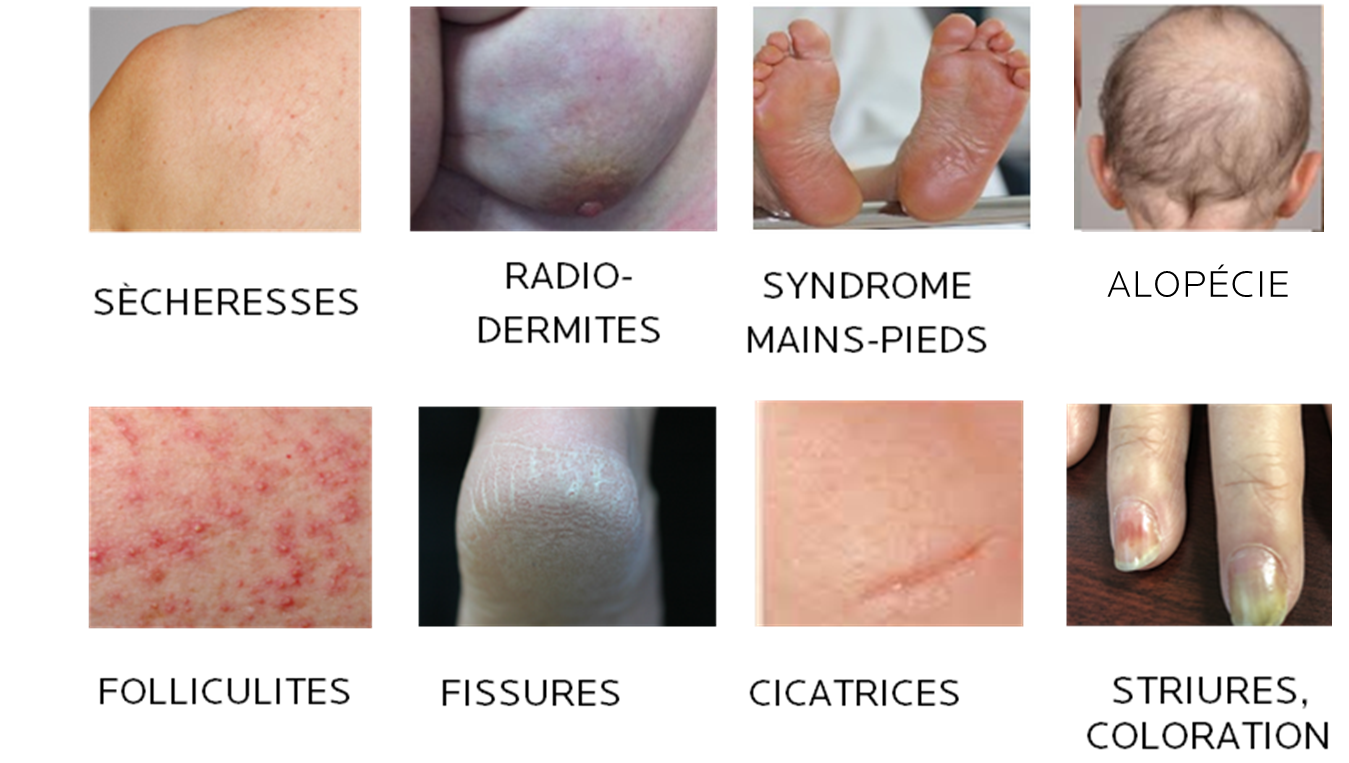 SÈCHERESSES
RADIO-
DERMITES
SYNDROME
MAINS-PIEDS
ALOPÉCIE
FOLLICULITES
FISSURES
CICATRICES
STRIURES,
COLORATION